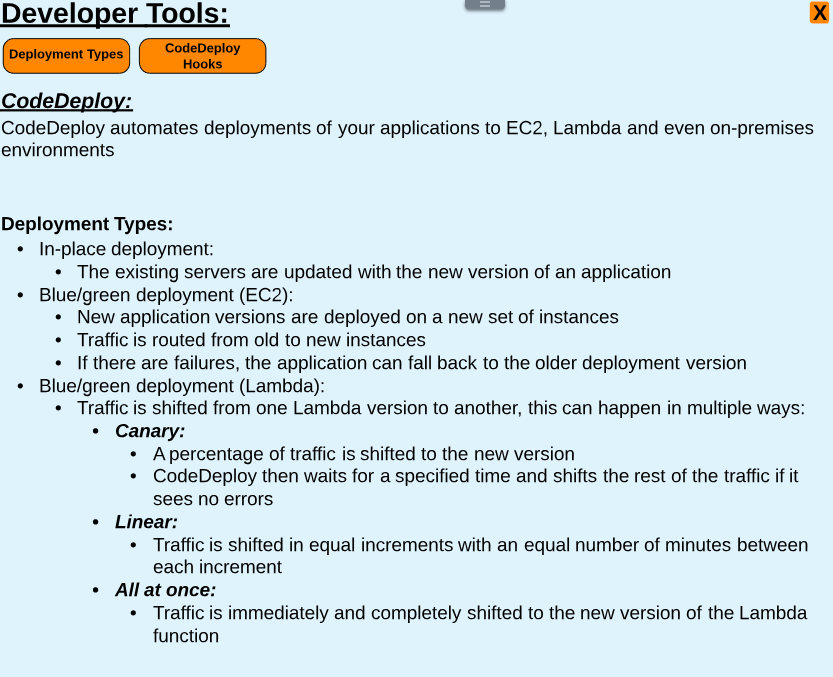 Developer Tools:
X
Deployment Types
CodeDeploy
Hooks
CodeDeploy:
CodeDeploy automates deployments of your applications to EC2, Lambda and even on-premises
environments
Deployment Types:
• In-place deployment:
• The existing servers are updated with the new version of an application
• Blue/green deployment (EC2):
• New application versions are deployed on a new set of instances
• Traffic is routed from old to new instances
• If there are failures, the application can fall back to the older deployment version
• Blue/green deployment (Lambda):
• Traffic is shifted from one Lambda version to another, this can happen in multiple ways:
• Canary:
• A percentage of traffic is shifted to the new version
• CodeDeploy then waits for a specified time and shifts the rest of the traffic if it
sees no errors
• Linear:
• Traffic is shifted in equal increments with an equal number of minutes between
each increment
• All at once:
• Traffic is immediately and completely shifted to the new version of the Lambda
function